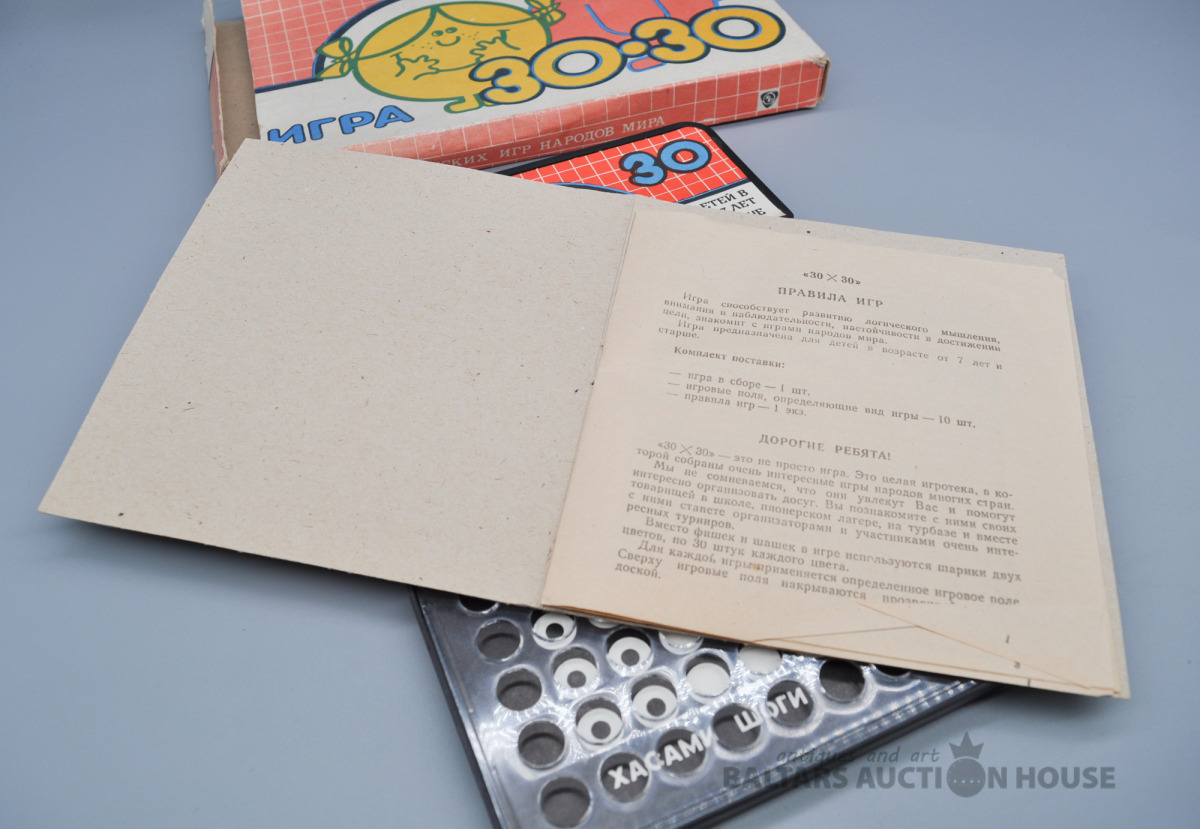 30×30
ИГРА
СКИХ ИГР НАРОДОВ МИРА
30
ЕТЕЙ В
ЛЕТ
«30×30»
ПРАВИЛА ИГР
Игра способствует развитию логического мышления,
внимания и наблюдательности, настойчивости в достижении
цели, знакомит с играми народов мира.
Игра предназначена для детей в возрасте от 7 лет и
старше.
Комплект поставки:
— игра в сборе — 1 шт.
— игровые поля, определяющие вид игры — 10 шт.
— правила игр — 1 экз.
ДОРОГИЕ РЕБЯТА!
«30×30» — это не просто игра. Это целая игротека, в ко-
торой собраны очень интересные игры народов многих стран.
Мы не сомневаемся, что они увлекут Вас и помогут
интересно организовать досуг. Вы познакомите с ними своих
товарищей в школе, пионерском лагере, на турбазе и вместе
с ними станете организаторами и участниками очень инте-
ресных турниров.
Вместо фишек и шашек в игре используются шарики двух
цветов, по 30 штук каждого цвета.
Для каждой игры применяется определенное игровое поле
Сверху игровые поля накрываются
доской.
ХАСАМИ ШОГИ
antiques and art
BALTARS AUCTION HOUSE